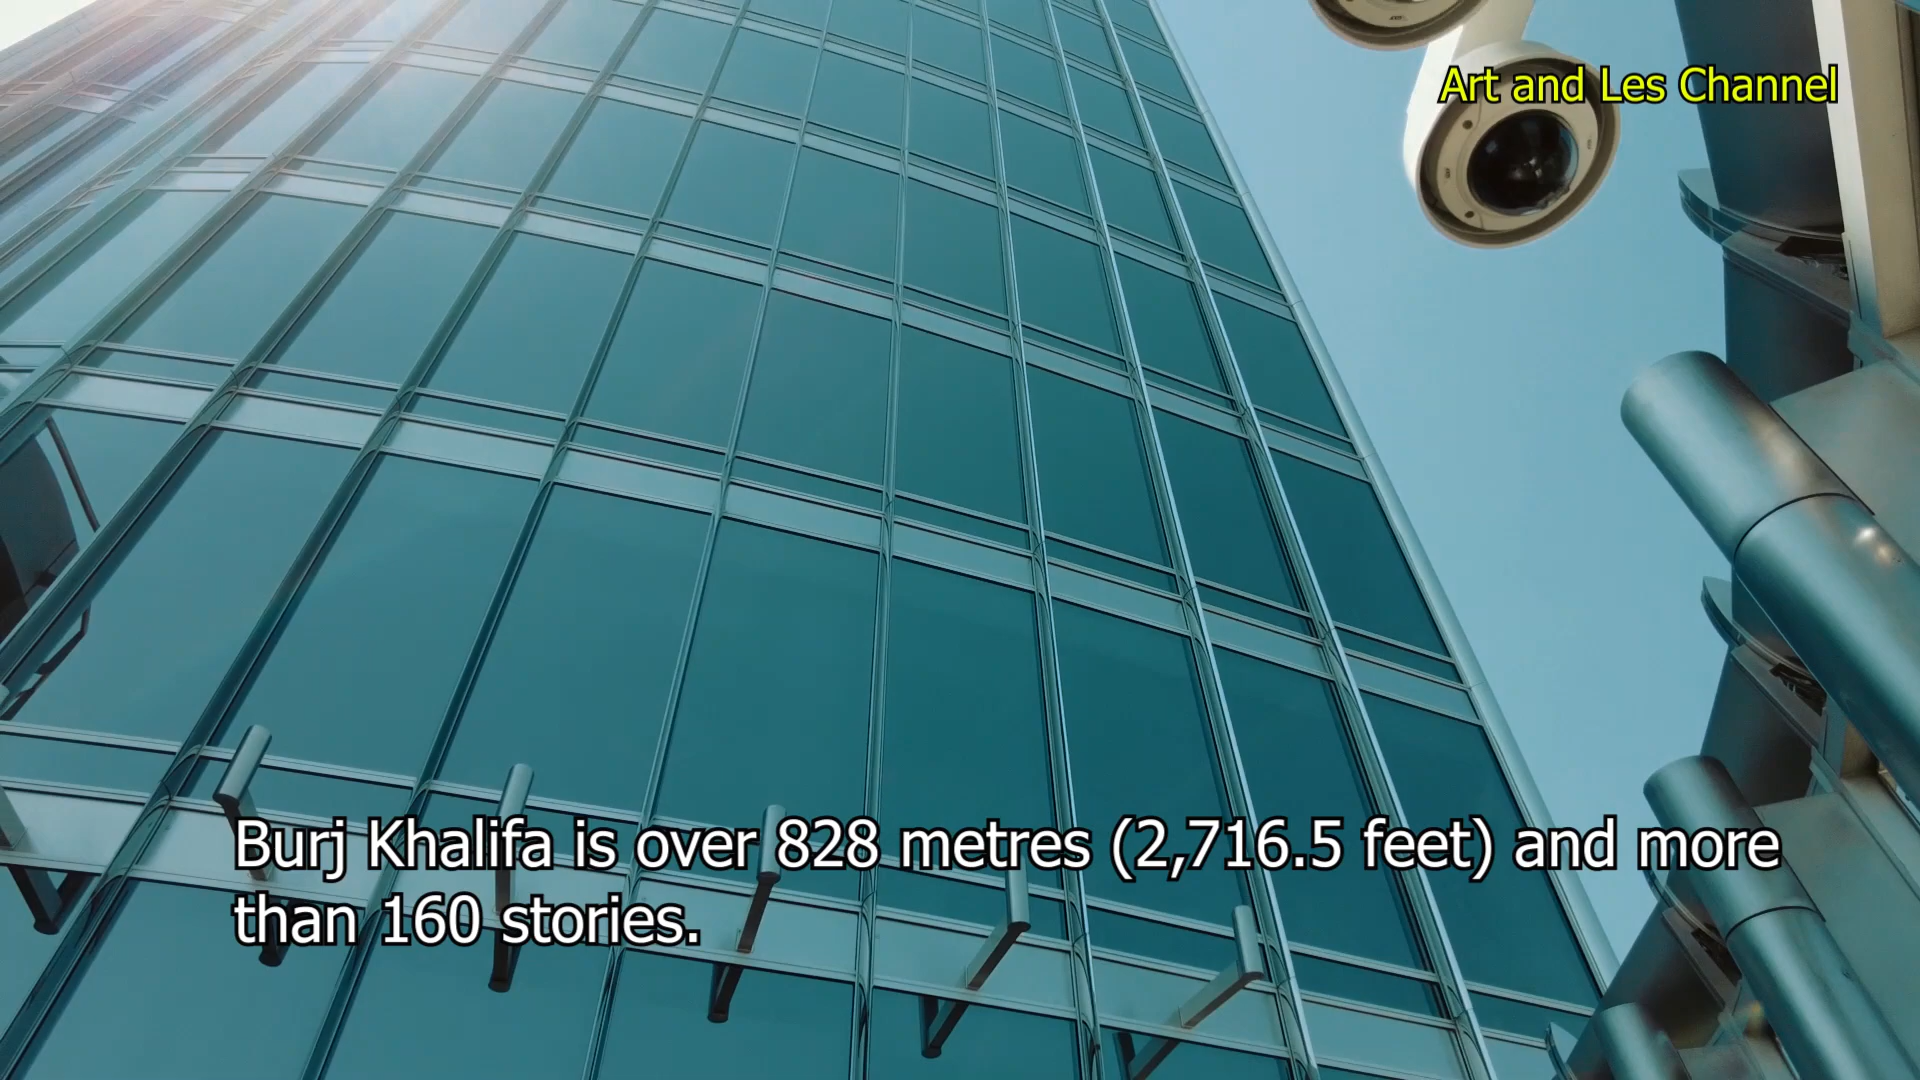 Art and Les Channel
Burj Khalifa is over 828 metres (2,716.5 feet) and more
than 160 stories.